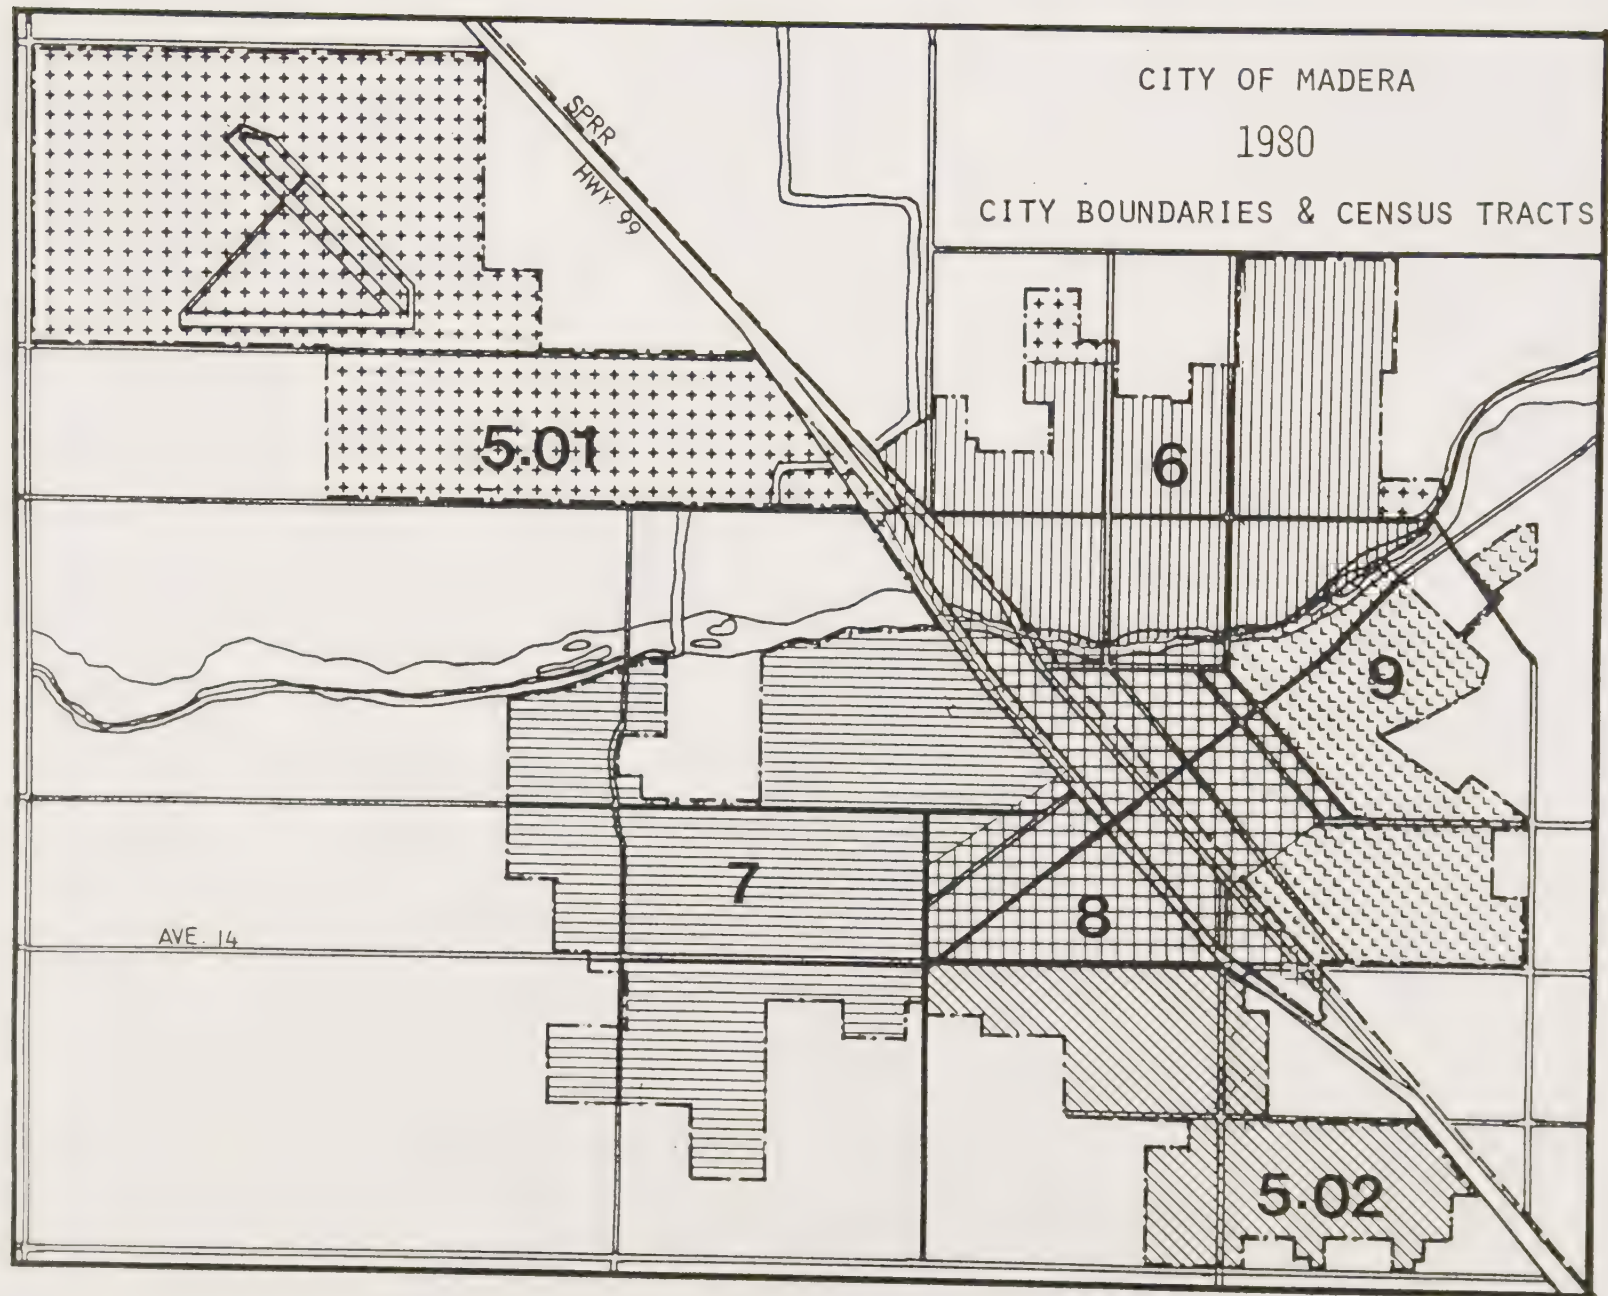 CITY OF MADERA
1980
CITY BOUNDARIES & CENSUS TRACTS
SPRR
HWY. 99
5.01
6
9
7
8
AVE. 14
5.02